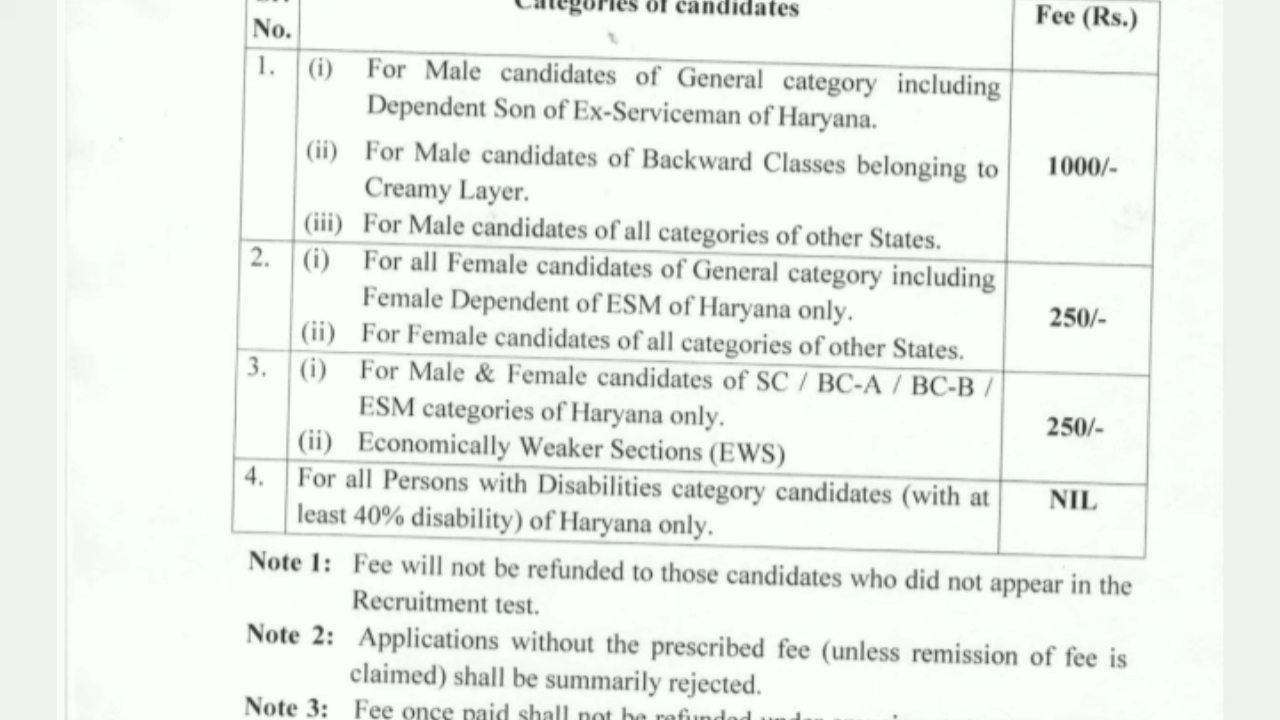 No.
Categories of candidates
Fee (Rs.)
1. (i) For Male candidates of General category including
Dependent Son of Ex-Serviceman of Haryana.
(ii) For Male candidates of Backward Classes belonging to
Creamy Layer.
(iii) For Male candidates of all categories of other States.
1000/-
2. (i) For all Female candidates of General category including
Female Dependent of ESM of Haryana only.
(ii) For Female candidates of all categories of other States.
250/-
3. (i) For Male & Female candidates of SC / BC-A / BC-B /
ESM categories of Haryana only.
(ii) Economically Weaker Sections (EWS)
250/-
4. For all Persons with Disabilities category candidates (with at
least 40% disability) of Haryana only.
NIL
Note 1: Fee will not be refunded to those candidates who did not appear in the
Recruitment test.
Note 2: Applications without the prescribed fee (unless remission of fee is
claimed) shall be summarily rejected.
Note 3: Fee once paid shall not be refunded